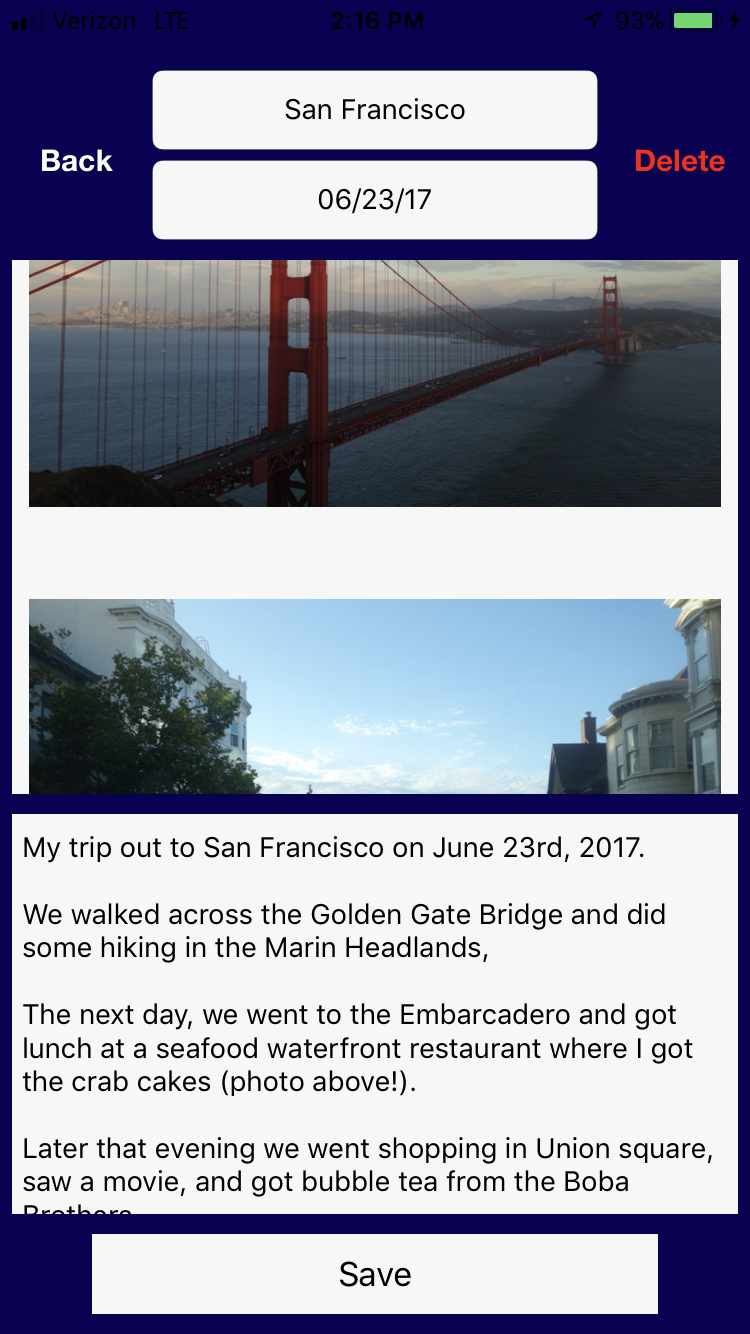 Verizon LTE 2:16 PM 93%
San Francisco
Back
Delete
06/23/17
My trip out to San Francisco on June 23rd, 2017.
We walked across the Golden Gate Bridge and did
some hiking in the Marin Headlands,
The next day, we went to the Embarcadero and got
lunch at a seafood waterfront restaurant where I got
the crab cakes (photo above!).
Later that evening we went shopping in Union square,
saw a movie, and got bubble tea from the Boba
Brothers
Save